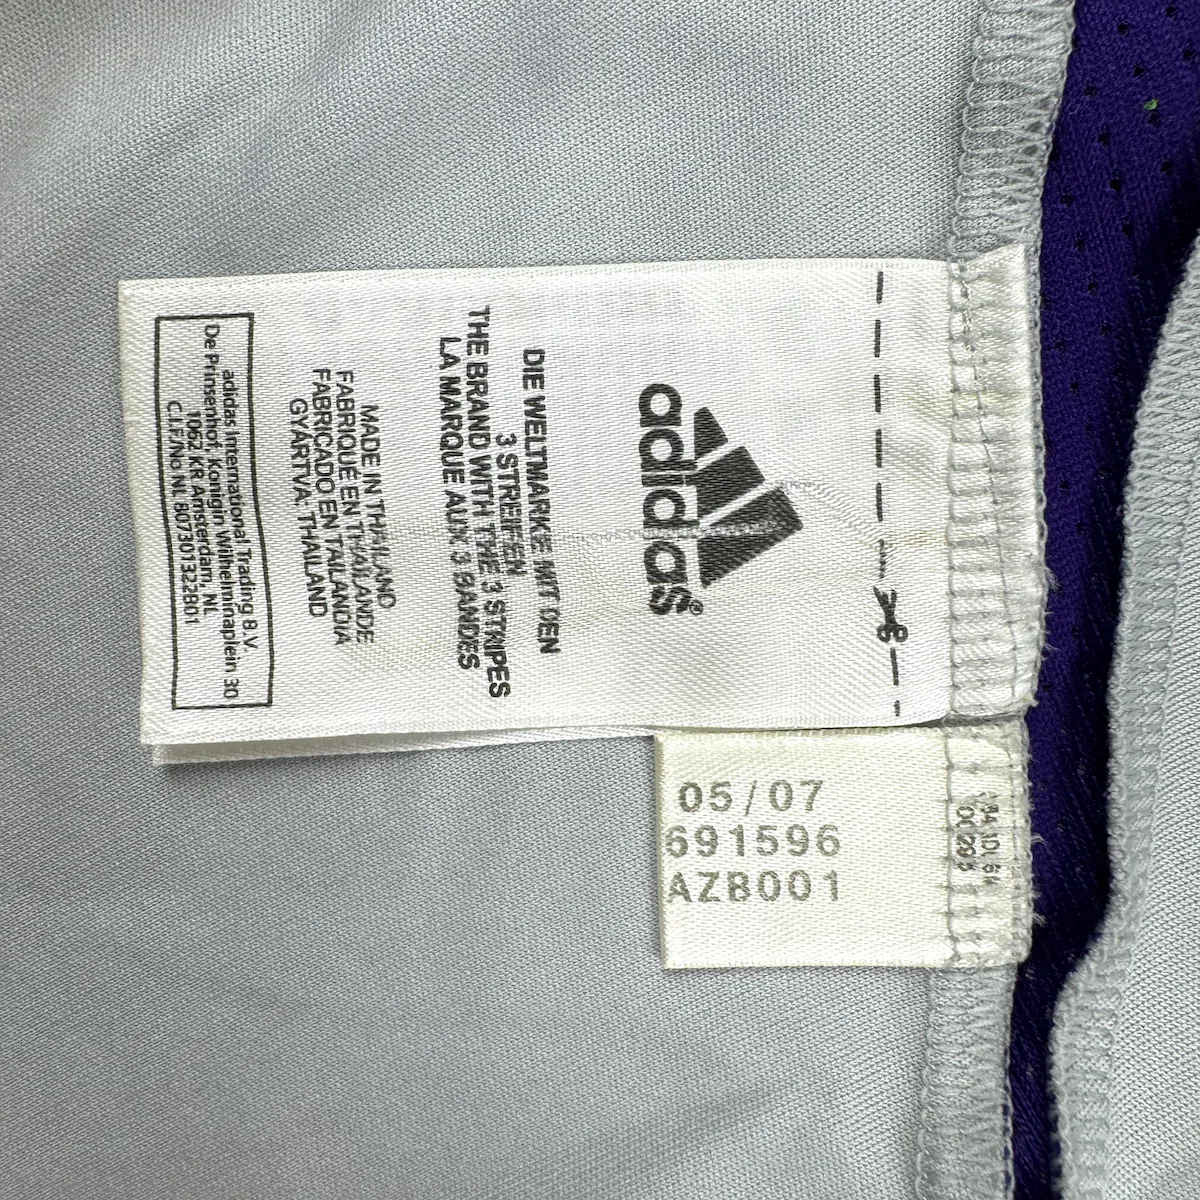 adidas®
DIE WELTMARKE MIT DEN
3 STREIFEN
THE BRAND WITH THE 3 STRIPES
LA MARQUE AUX 3 BANDES
MADE IN THAILAND
FABRIQUÉ EN THAÏLANDE
FABRICADO EN TAILANDIA
GYÁRTVA: THAILAND
adidas International Trading B.V.
De Prinsenhof, Konigin Wilhelminaplein 30
1062 KR Amsterdam, NL
C.I.F/No NL 807301322B01
05/07
691596
AZB001